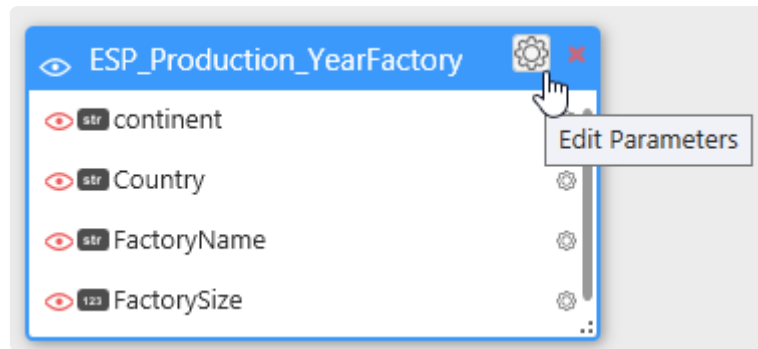 ESP_Production_YearFactory
str continent
Edit Parameters
str Country
str FactoryName
123 FactorySize